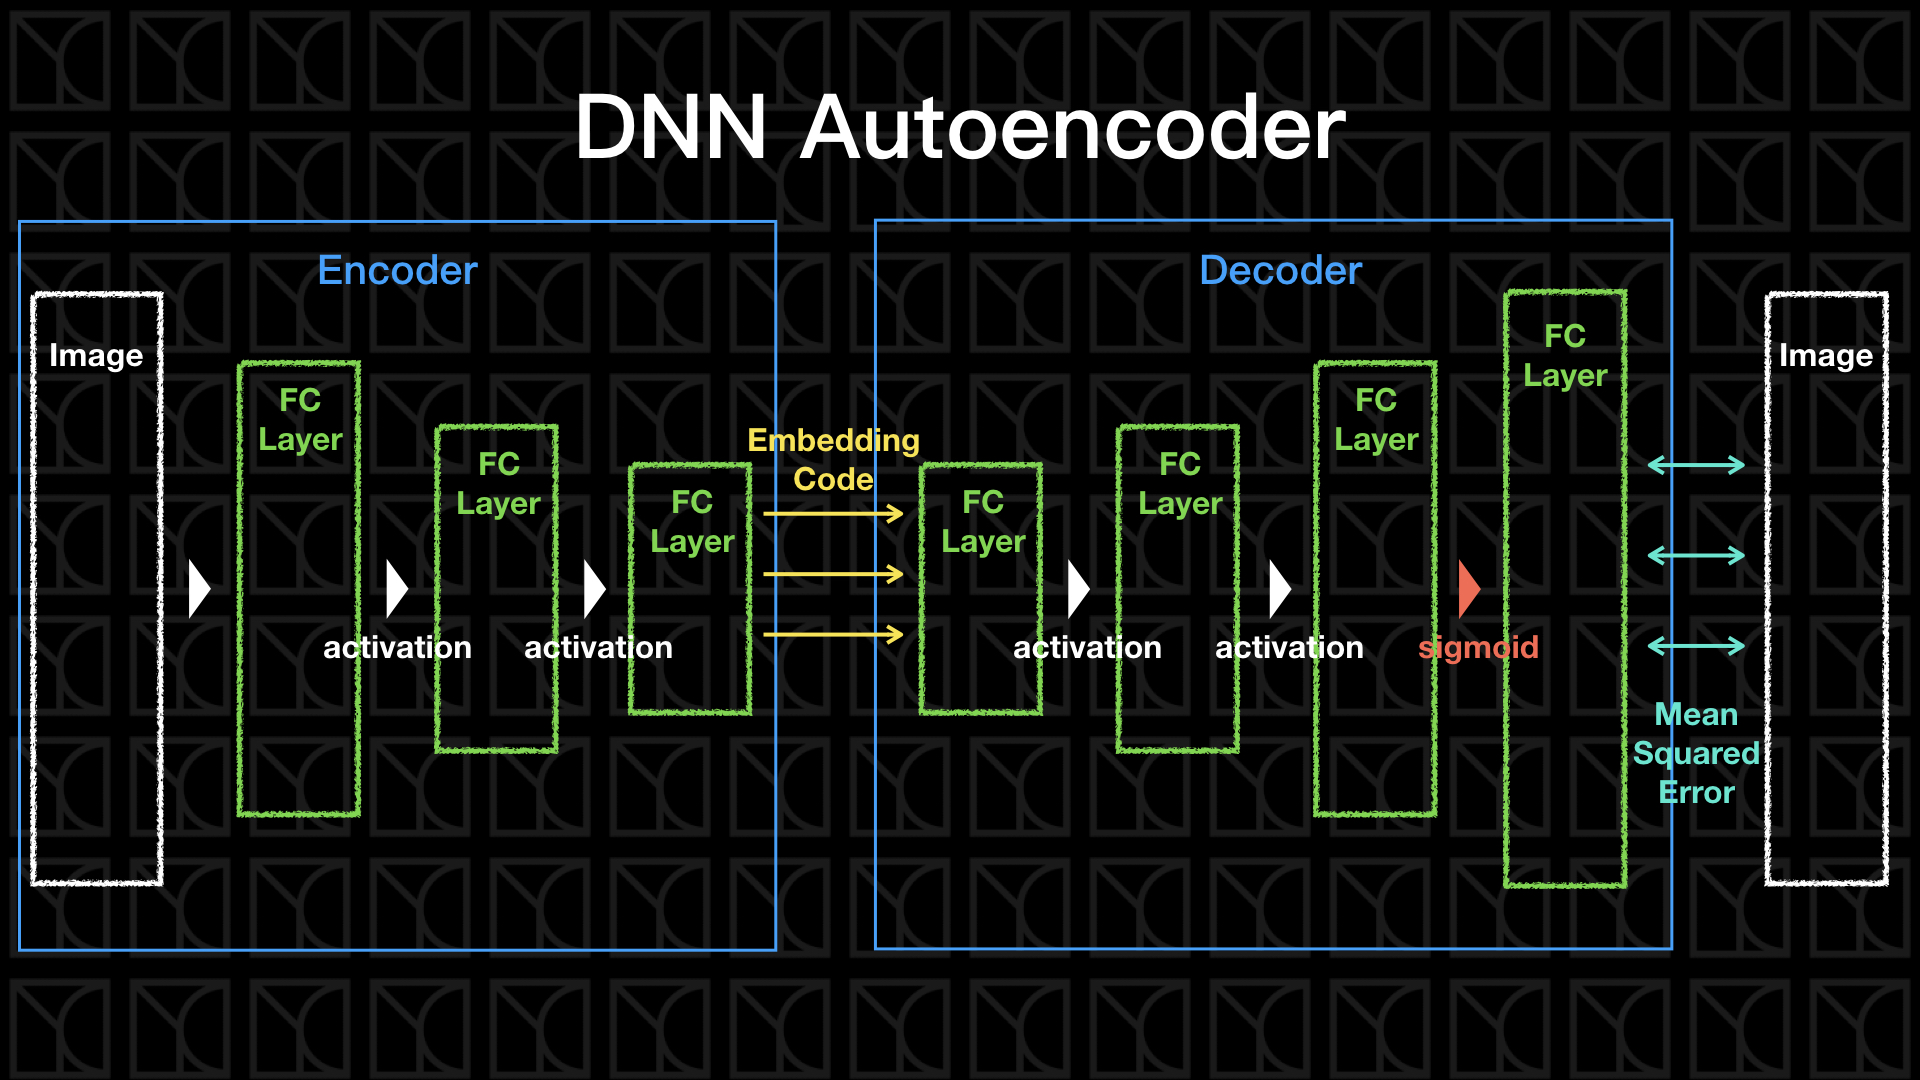 DNN Autoencoder
Encoder
Image
FC
Layer
activation
FC
Layer
activation
FC
Layer
Embedding
Code
Decoder
FC
Layer
activation
FC
Layer
activation
FC
Layer
sigmoid
FC
Layer
Mean
Squared
Error
Image